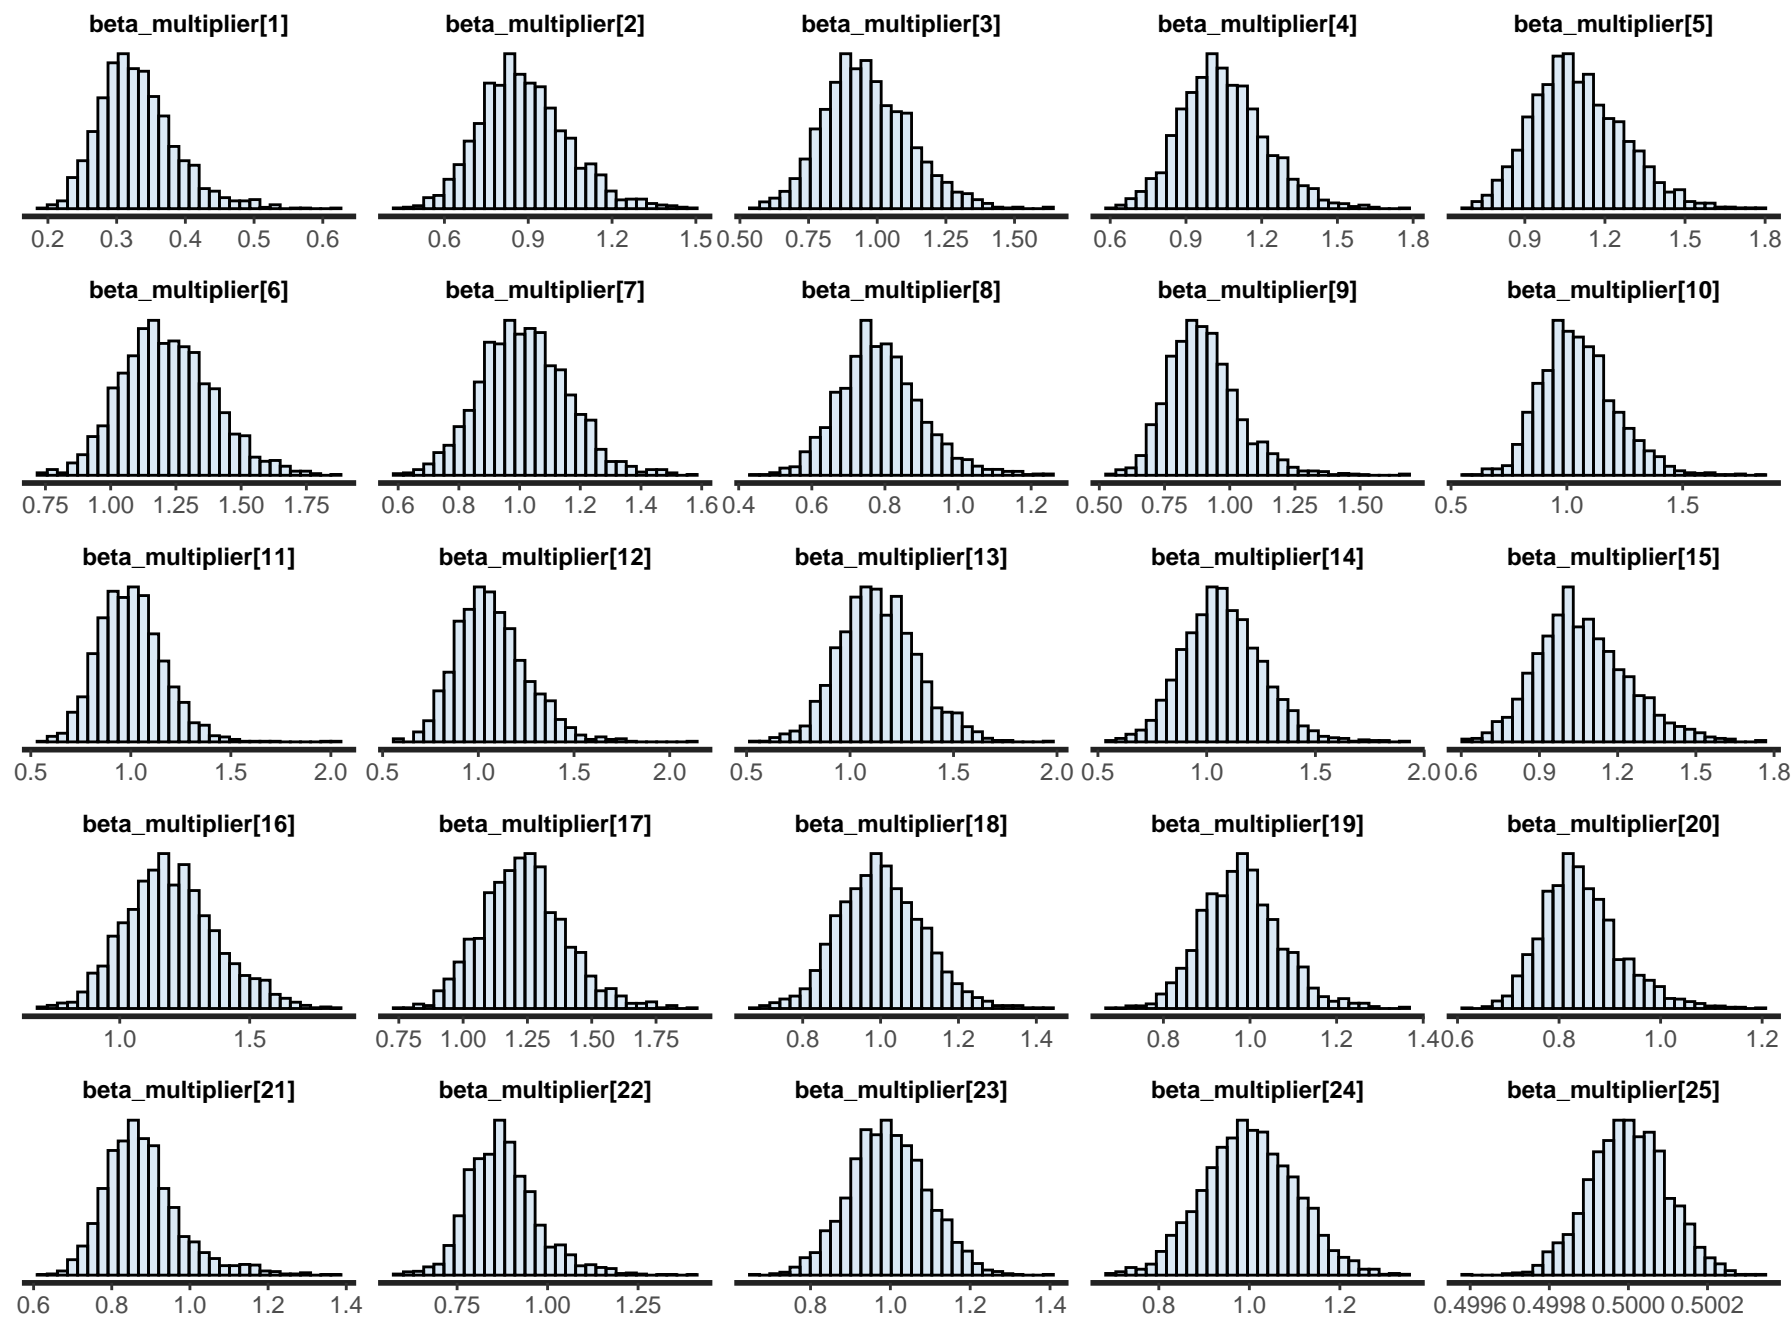 beta_multiplier[1] beta_multiplier[2] beta_multiplier[3] beta_multiplier[4] beta_multiplier[5]
0.2 0.3 0.4 0.5 0.6 0.6 0.9 1.2 1.5 0.50 0.75 1.00 1.25 1.50 0.6 0.9 1.2 1.5 1.8 0.9 1.2 1.5 1.8
beta_multiplier[6] beta_multiplier[7] beta_multiplier[8] beta_multiplier[9] beta_multiplier[10]
0.75 1.00 1.25 1.50 1.75 0.6 0.8 1.0 1.2 1.4 1.6 0.4 0.6 0.8 1.0 1.2 0.50 0.75 1.00 1.25 1.50 0.5 1.0 1.5
beta_multiplier[11] beta_multiplier[12] beta_multiplier[13] beta_multiplier[14] beta_multiplier[15]
0.5 1.0 1.5 2.0 0.5 1.0 1.5 2.0 0.5 1.0 1.5 2.0 0.5 1.0 1.5 2.0 0.6 0.9 1.2 1.5 1.8
beta_multiplier[16] beta_multiplier[17] beta_multiplier[18] beta_multiplier[19] beta_multiplier[20]
1.0 1.5 0.75 1.00 1.25 1.50 1.75 0.8 1.0 1.2 1.4 0.8 1.0 1.2 1.4 0.6 0.8 1.0 1.2
beta_multiplier[21] beta_multiplier[22] beta_multiplier[23] beta_multiplier[24] beta_multiplier[25]
0.6 0.8 1.0 1.2 1.4 0.75 1.00 1.25 0.8 1.0 1.2 1.4 0.8 1.0 1.2 0.4996 0.4998 0.5000 0.5002